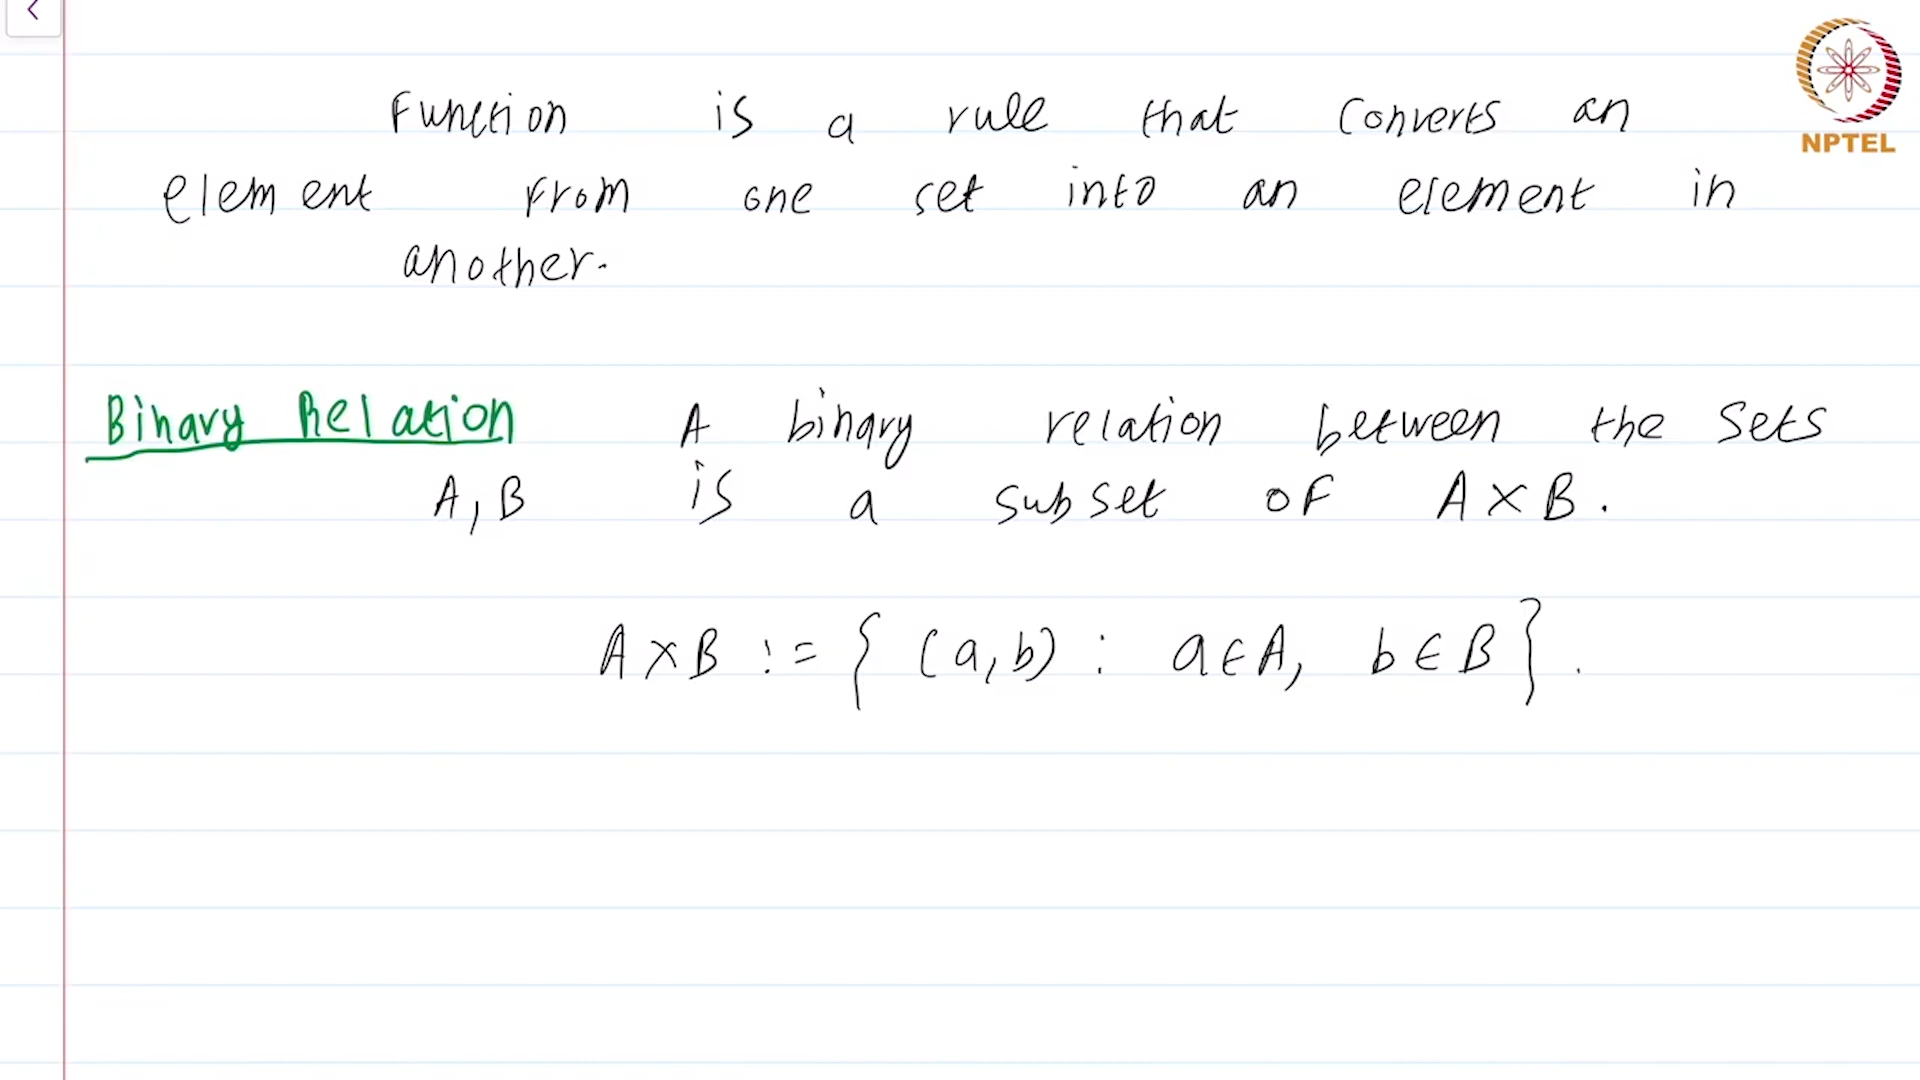 NPTEL
Function is a rule that converts an
element from one set into an element in
another.
Binary Relation A binary relation between the sets
A, B is a subset of A × B.
A × B := { (a, b) : a ∈ A, b ∈ B } .